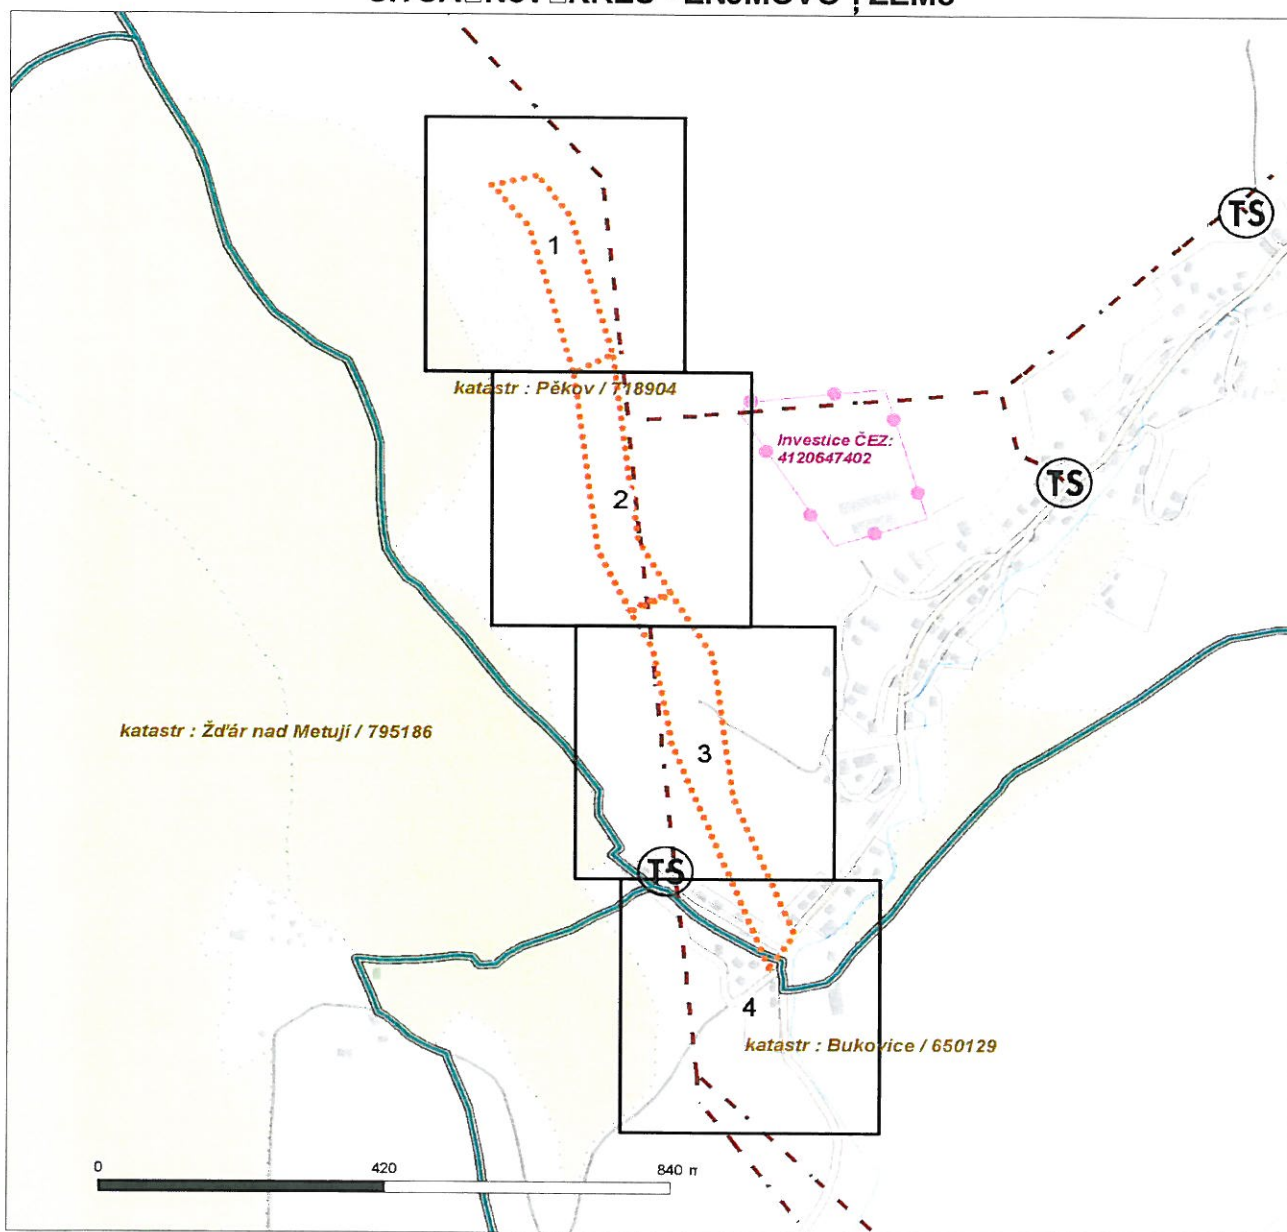 TS
1
katastr : Pěkov / 718904
Investice ČEZ:
4120647402
TS
2
katastr : Žďár nad Metují / 795186
3
TS
4
katastr : Bukovice / 650129
0
420
840 m